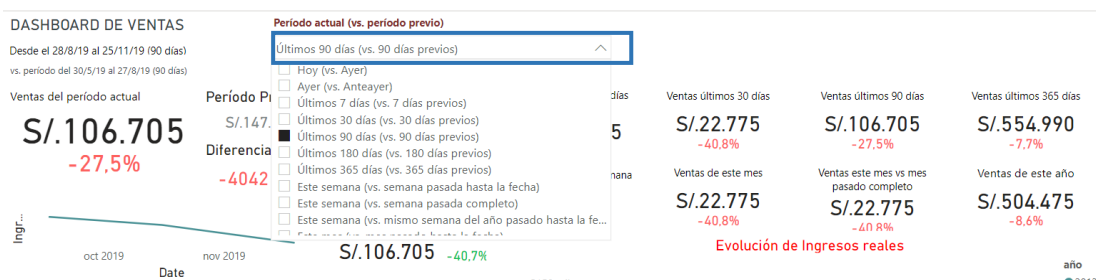 DASHBOARD DE VENTAS
Desde el 28/8/19 al 25/11/19 (90 días)
vs. período del 30/5/19 al 27/8/19 (90 días)
Período actual (vs. período previo)
Últimos 90 días (vs. 90 días previos)
Hoy (vs. Ayer)
Ayer (vs. Anteayer)
Últimos 7 días (vs. 7 días previos)
Últimos 30 días (vs. 30 días previos)
Últimos 90 días (vs. 90 días previos)
Últimos 180 días (vs. 180 días previos)
Últimos 365 días (vs. 365 días previos)
Este semana (vs. semana pasada hasta la fecha)
Este semana (vs. semana pasada completo)
Este semana (vs. mismo semana del año pasado hasta la fe...
Ventas del período actual
S/.106.705
-27,5%
Período P
S/.147.
Diferencia
-4042
días
5
Ventas últimos 30 días
S/.22.775
-40,8%
Ventas últimos 90 días
S/.106.705
-27,5%
Ventas últimos 365 días
S/.554.990
-7,7%
Ventas de este mes
S/.22.775
-40,8%
Ventas este mes vs mes
pasado completo
S/.22.775
-40,8%
Ventas de este año
S/.504.475
-8,6%
Ingr...
oct 2019
nov 2019
Date
S/.106.705 -40,7%
Evolución de Ingresos reales
año